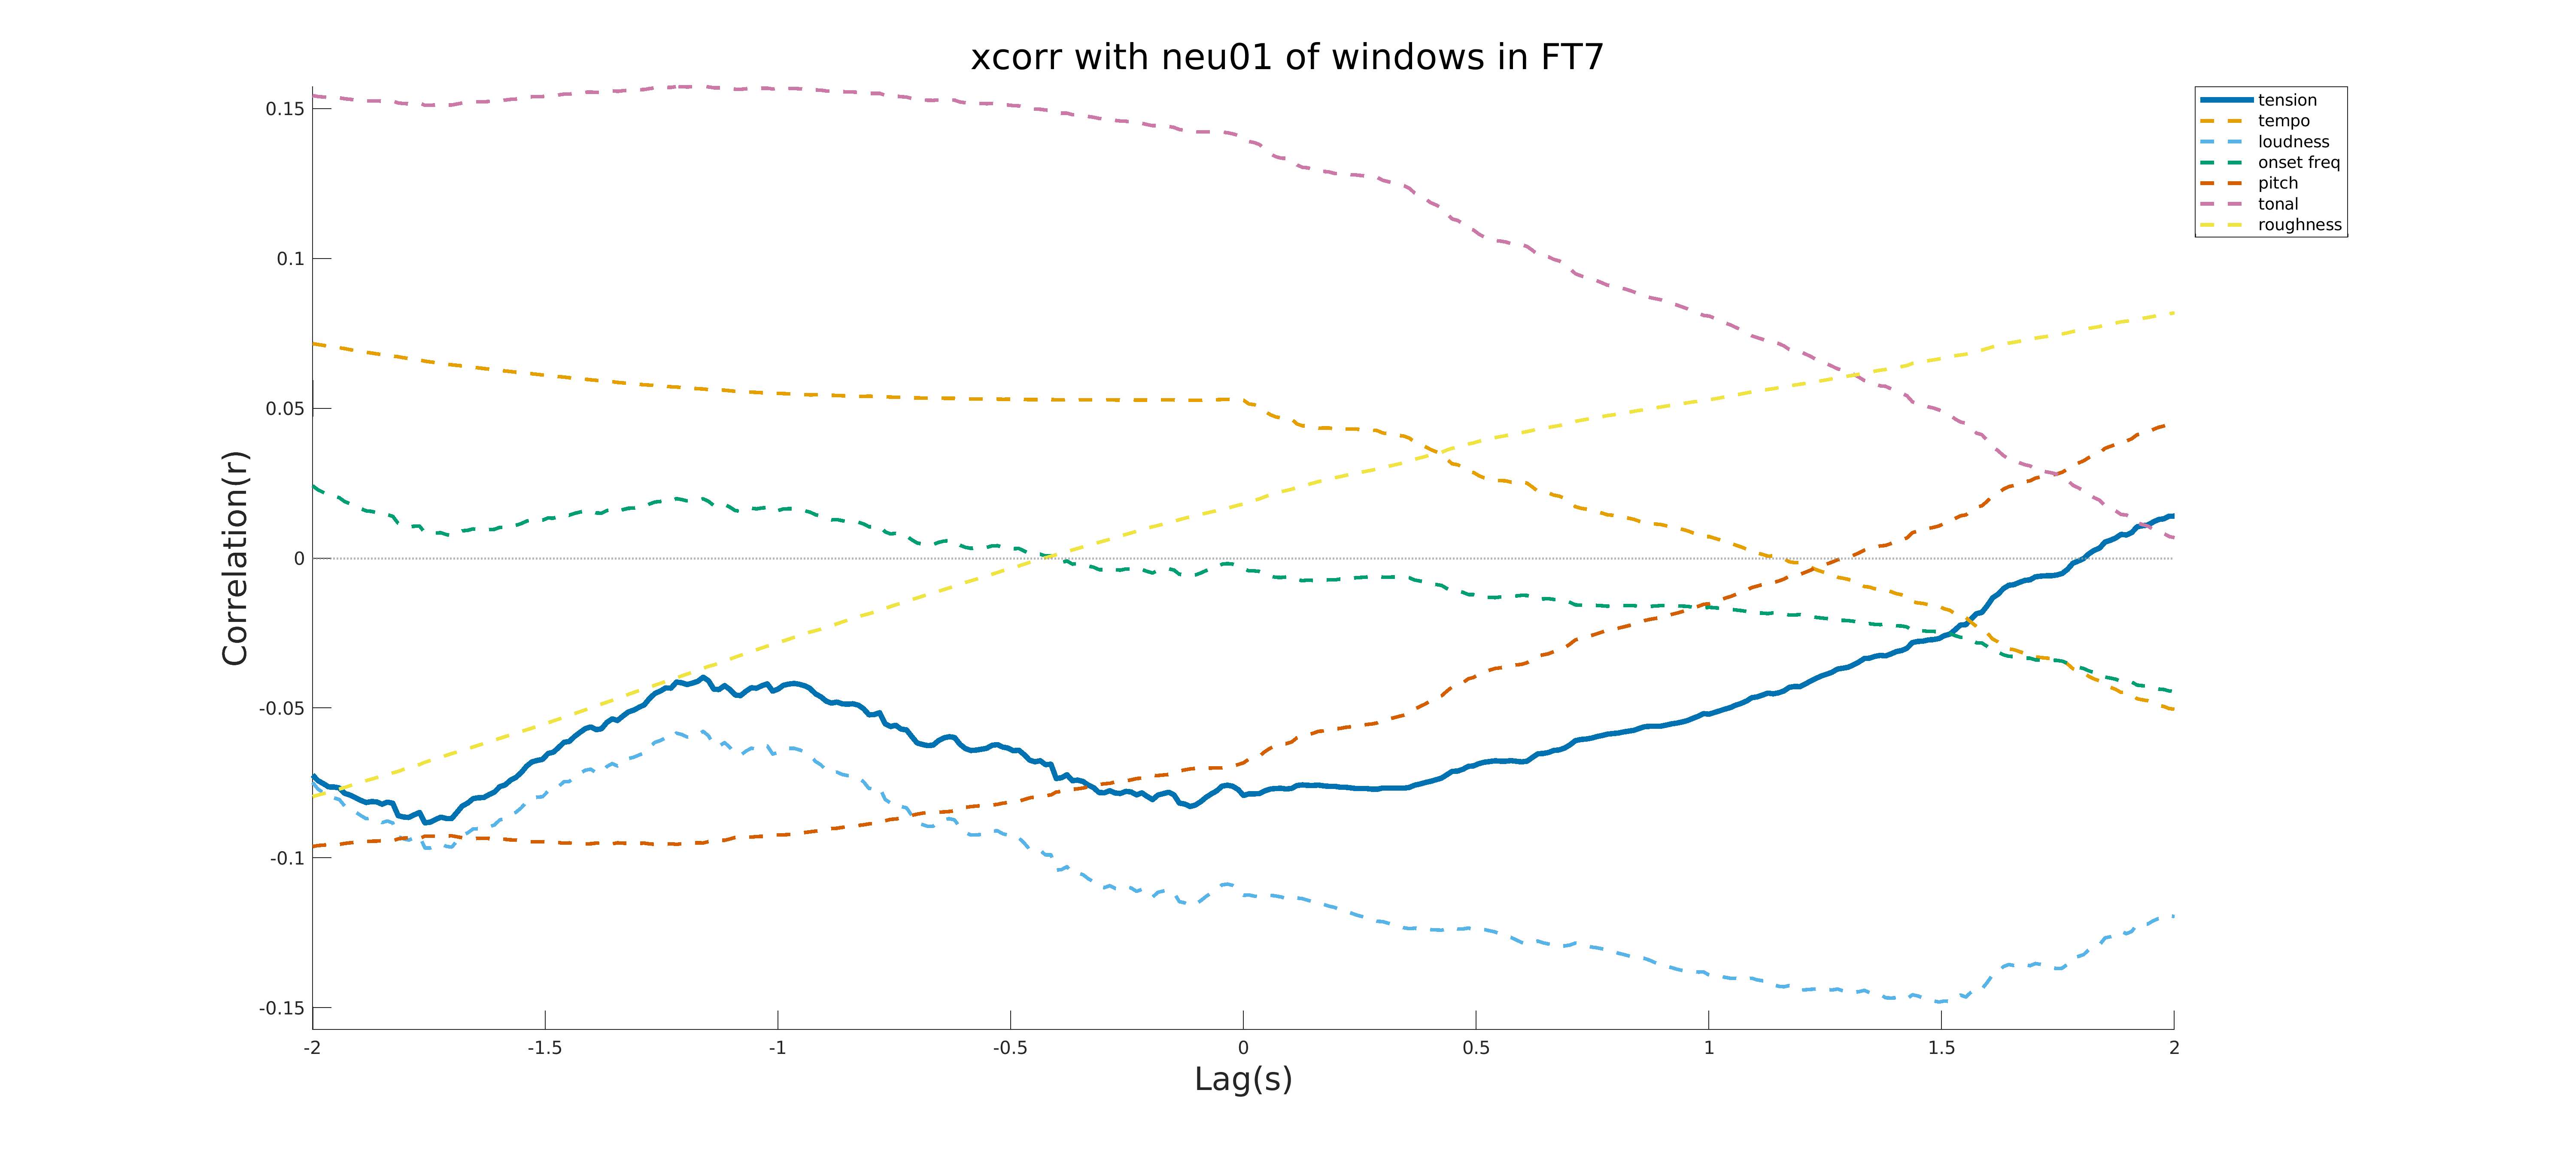 xcorr with neu01 of windows in FT7
tension
tempo
loudness
onset freq
pitch
tonal
roughness
0.15
0.1
0.05
0
-0.05
-0.1
-0.15
Correlation(r)
-2 -1.5 -1 -0.5 0 0.5 1 1.5 2
Lag(s)